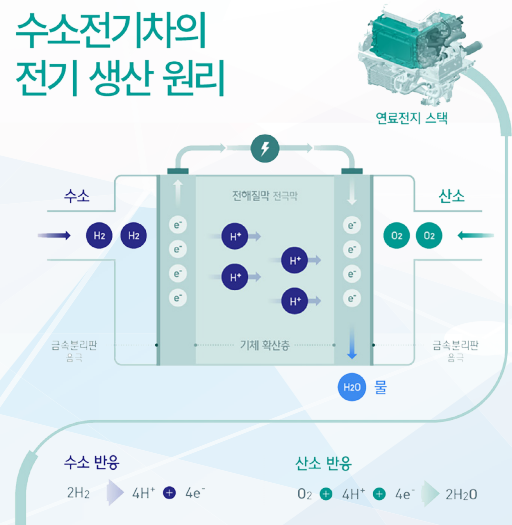 수소전기차의
전기 생산 원리
연료전지 스택
수소
전해질막 전극막
산소
H2 H2
e⁻ e⁻ e⁻ e⁻
H⁺ H⁺ H⁺ H⁺
e⁻ e⁻ e⁻ e⁻
O2 O2
금속분리판
음극
기체 확산층
금속분리판
음극
H2O 물
수소 반응
2H2 4H⁺ + 4e⁻
산소 반응
O2 + 4H⁺ + 4e⁻ 2H2O